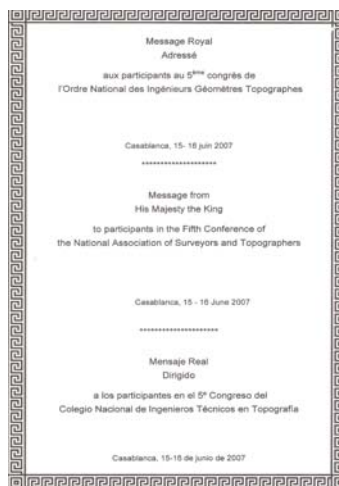 Message Royal
Adressé
aux participants au 5ème congrès de
l'Ordre National des Ingénieurs Géomètres Topographes
Casablanca, 15- 16 juin 2007
********************
Message from
His Majesty the King
to participants in the Fifth Conference of
the National Association of Surveyors and Topographers
Casablanca, 15 - 16 June 2007
*********************
Mensaje Real
Dirigido
a los participantes en el 5º Congreso del
Colegio Nacional de Ingenieros Técnicos en Topografía
Casablanca, 15-16 de junio de 2007